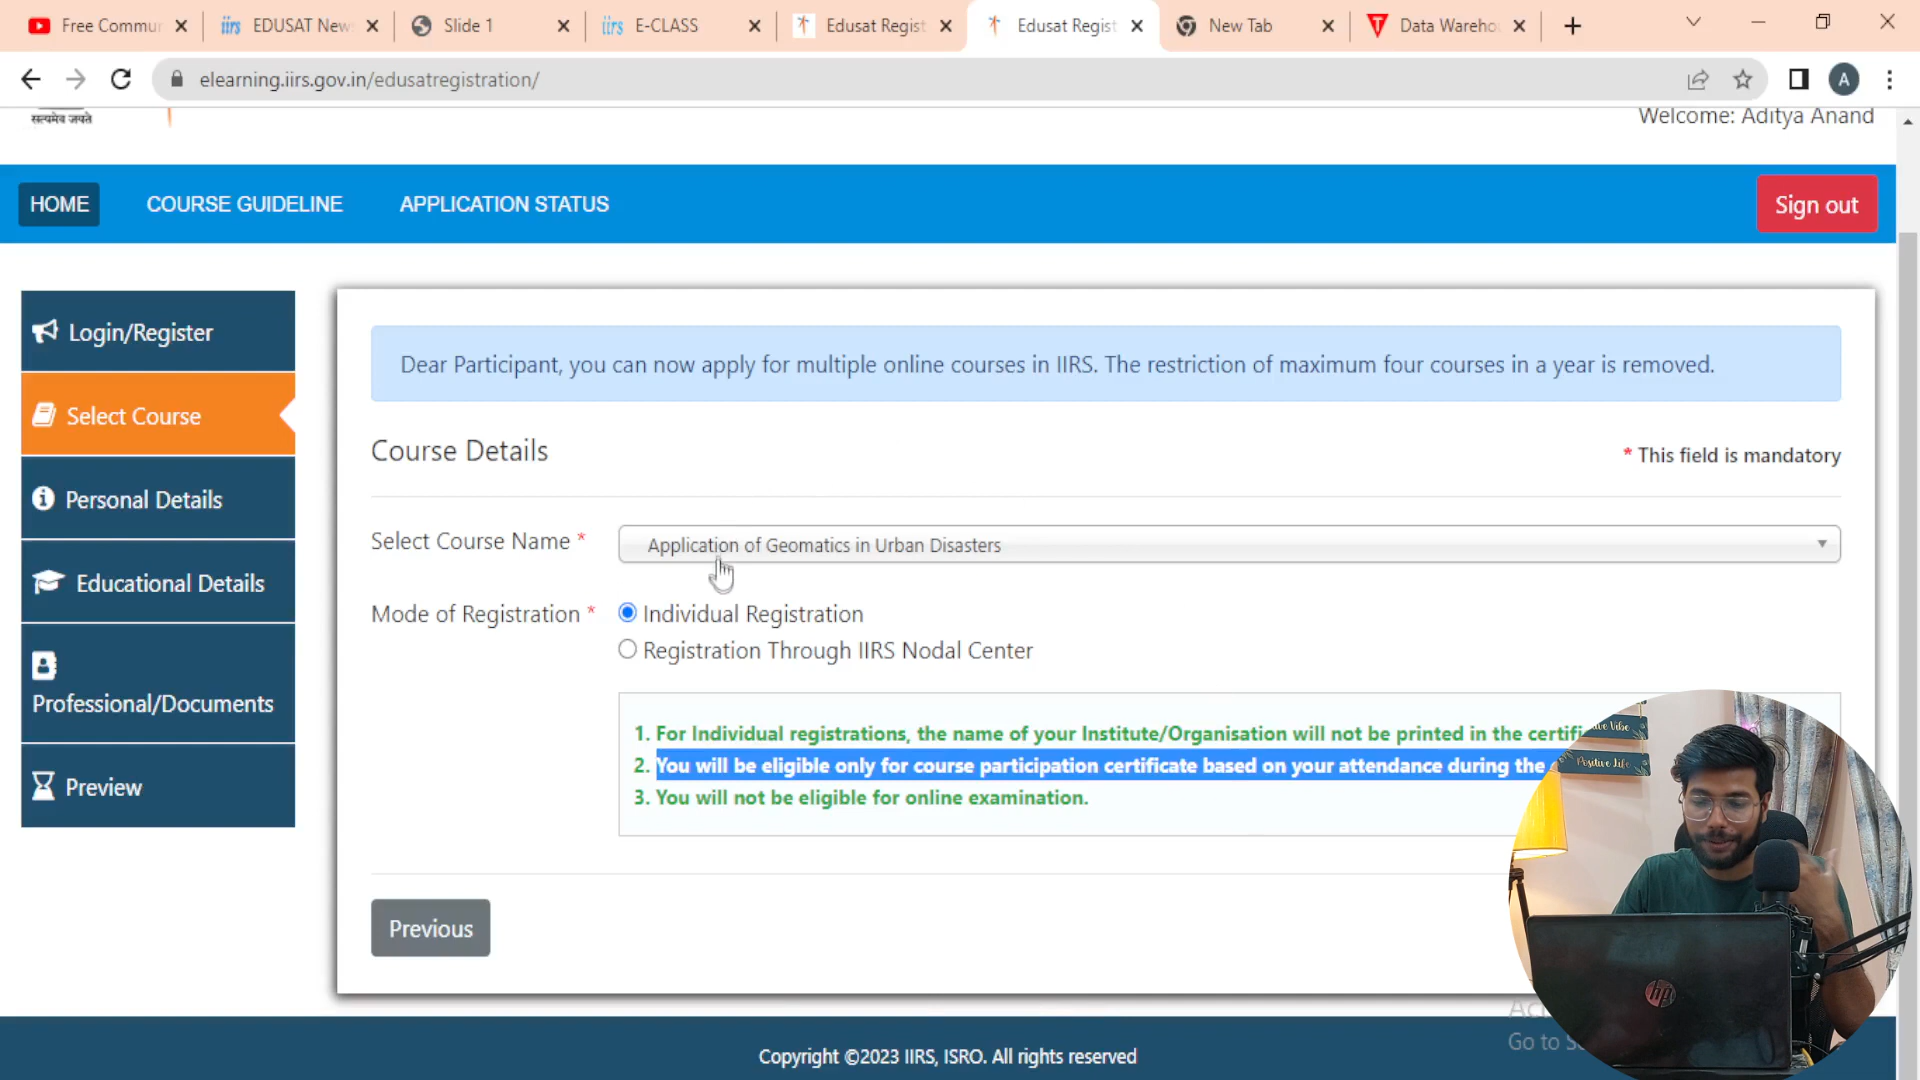 Free Commur
EDUSAT News
Slide 1
E-CLASS
Edusat Regist
Edusat Regist
New Tab
Data Wareho
elearning.iirs.gov.in/edusatregistration/
A
सत्यमेव जयते
Welcome: Aditya Anand
HOME
COURSE GUIDELINE
APPLICATION STATUS
Sign out
Login/Register
Select Course
Personal Details
Educational Details
Professional/Documents
Preview
Dear Participant, you can now apply for multiple online courses in IIRS. The restriction of maximum four courses in a year is removed.
Course Details
* This field is mandatory
Select Course Name *
Application of Geomatics in Urban Disasters
Mode of Registration *
Individual Registration
Registration Through IIRS Nodal Center
1. For Individual registrations, the name of your Institute/Organisation will not be printed in the certifi
2. You will be eligible only for course participation certificate based on your attendance during the
3. You will not be eligible for online examination.
Previous
Positive Life
hp
Go to S
Copyright ©2023 IIRS, ISRO. All rights reserved